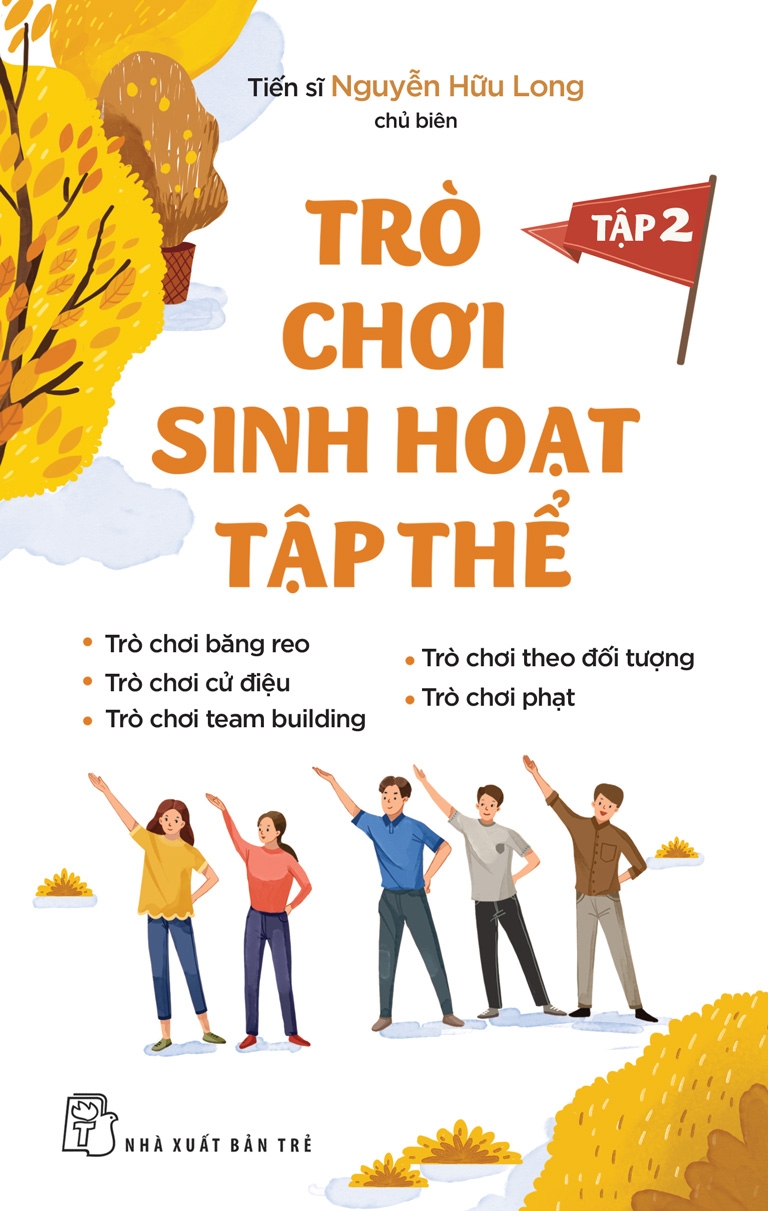 Tiến sĩ Nguyễn Hữu Long
chủ biên
TẬP 2
TRÒ
CHƠI
SINH HOẠT
TẬP THỂ
• Trò chơi băng reo
• Trò chơi cử điệu
• Trò chơi team building
• Trò chơi theo đối tượng
• Trò chơi phạt
T
NHÀ XUẤT BẢN TRẺ